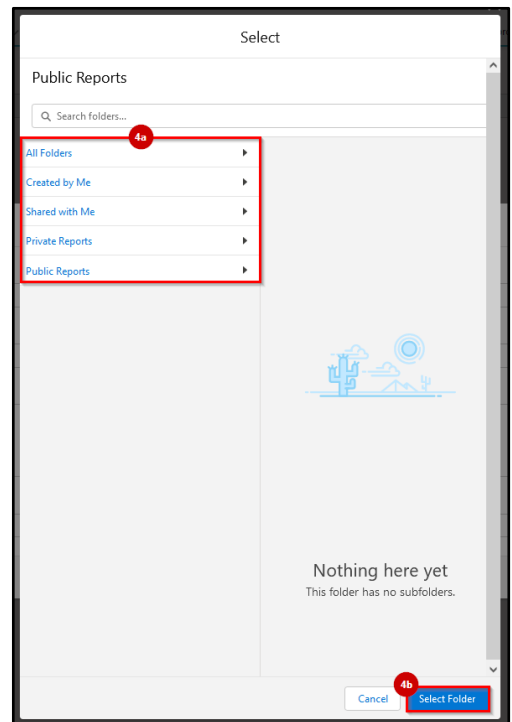 Select
Public Reports
Search folders...
4a
All Folders
Created by Me
Shared with Me
Private Reports
Public Reports
Nothing here yet
This folder has no subfolders.
4b
Cancel
Select Folder